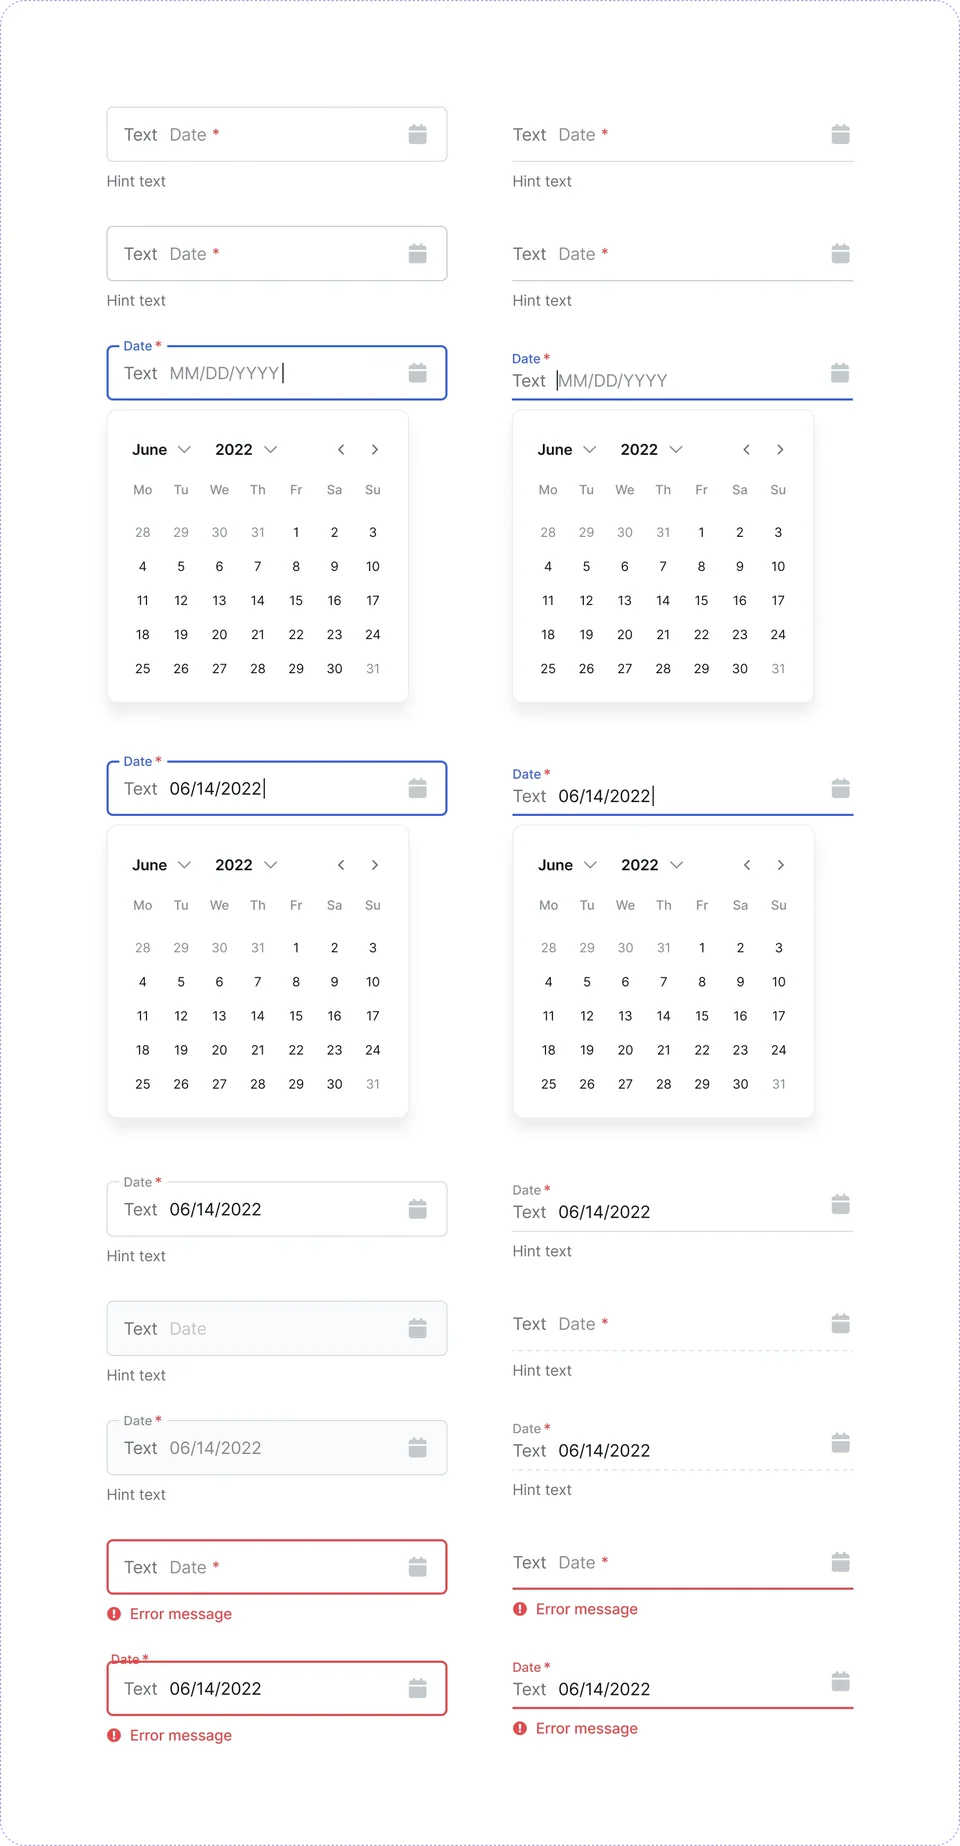 Text Date *
Text Date *
Hint text
Hint text
Text Date *
Text Date *
Hint text
Hint text
Date *
Text MM/DD/YYYY
Date *
Text MM/DD/YYYY
June 2022
Mo Tu We Th Fr Sa Su
28 29 30 31 1 2 3
4 5 6 7 8 9 10
11 12 13 14 15 16 17
18 19 20 21 22 23 24
25 26 27 28 29 30 31
June 2022
Mo Tu We Th Fr Sa Su
28 29 30 31 1 2 3
4 5 6 7 8 9 10
11 12 13 14 15 16 17
18 19 20 21 22 23 24
25 26 27 28 29 30 31
Date *
Text 06/14/2022
Date *
Text 06/14/2022
June 2022
Mo Tu We Th Fr Sa Su
28 29 30 31 1 2 3
4 5 6 7 8 9 10
11 12 13 14 15 16 17
18 19 20 21 22 23 24
25 26 27 28 29 30 31
June 2022
Mo Tu We Th Fr Sa Su
28 29 30 31 1 2 3
4 5 6 7 8 9 10
11 12 13 14 15 16 17
18 19 20 21 22 23 24
25 26 27 28 29 30 31
Date *
Text 06/14/2022
Hint text
Date *
Text 06/14/2022
Hint text
Text Date
Hint text
Text Date *
Hint text
Date *
Text 06/14/2022
Hint text
Date *
Text 06/14/2022
Hint text
Text Date *
Error message
Text Date *
Error message
Date *
Text 06/14/2022
Error message
Date *
Text 06/14/2022
Error message